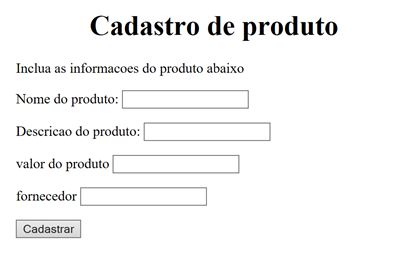 Cadastro de produto
Inclua as informacoes do produto abaixo
Nome do produto:
Descricao do produto:
valor do produto
fornecedor
Cadastrar